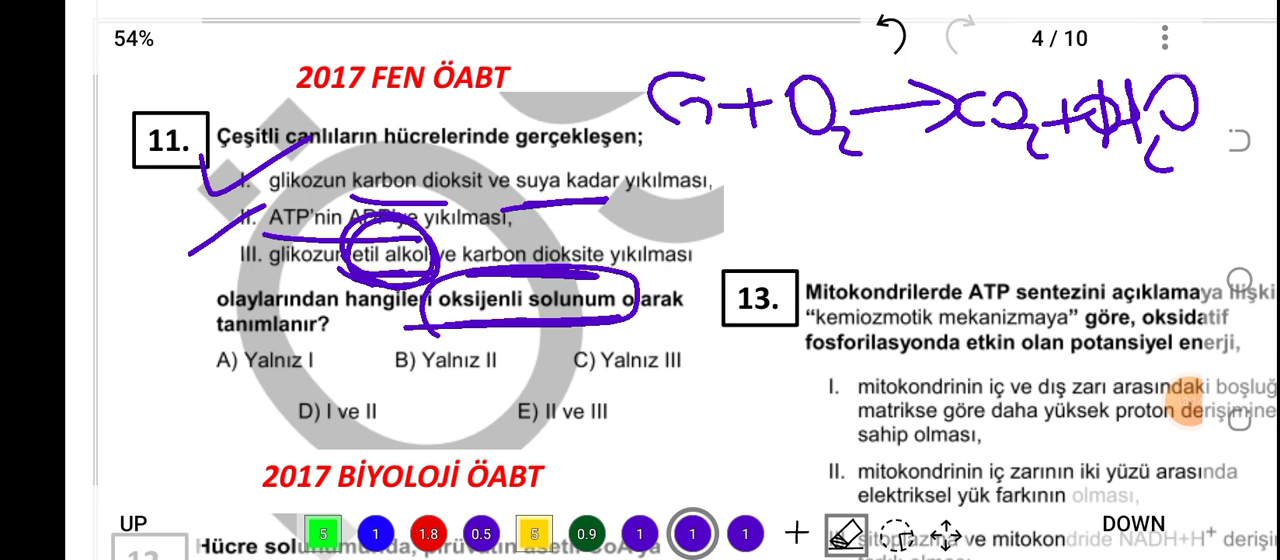 54%
4 / 10
2017 FEN ÖABT
G + O2 → CO2 + H2O
11. Çeşitli canlıların hücrelerinde gerçekleşen;
I. glikozun karbon dioksit ve suya kadar yıkılması,
II. ATP'nin ADP'ye yıkılması,
III. glikozun etil alkol ve karbon dioksite yıkılması
olaylarından hangileri oksijenli solunum olarak
tanımlanır?
A) Yalnız I B) Yalnız II C) Yalnız III
D) I ve II E) II ve III
2017 BİYOLOJİ ÖABT
13. Mitokondrilerde ATP sentezini açıklamaya ilişki
"kemiozmotik mekanizmaya" göre, oksidatif
fosforilasyonda etkin olan potansiyel enerji,
I. mitokondrinin iç ve dış zarı arasındaki boşluğ
matrikse göre daha yüksek proton derişimine
sahip olması,
II. mitokondrinin iç zarının iki yüzü arasında
elektriksel yük farkının olması,
ve mitokondride NADH+H+ derişi
UP
5 1 1.8 0.5 5 0.9 1 1 1
DOWN
12. Hücre